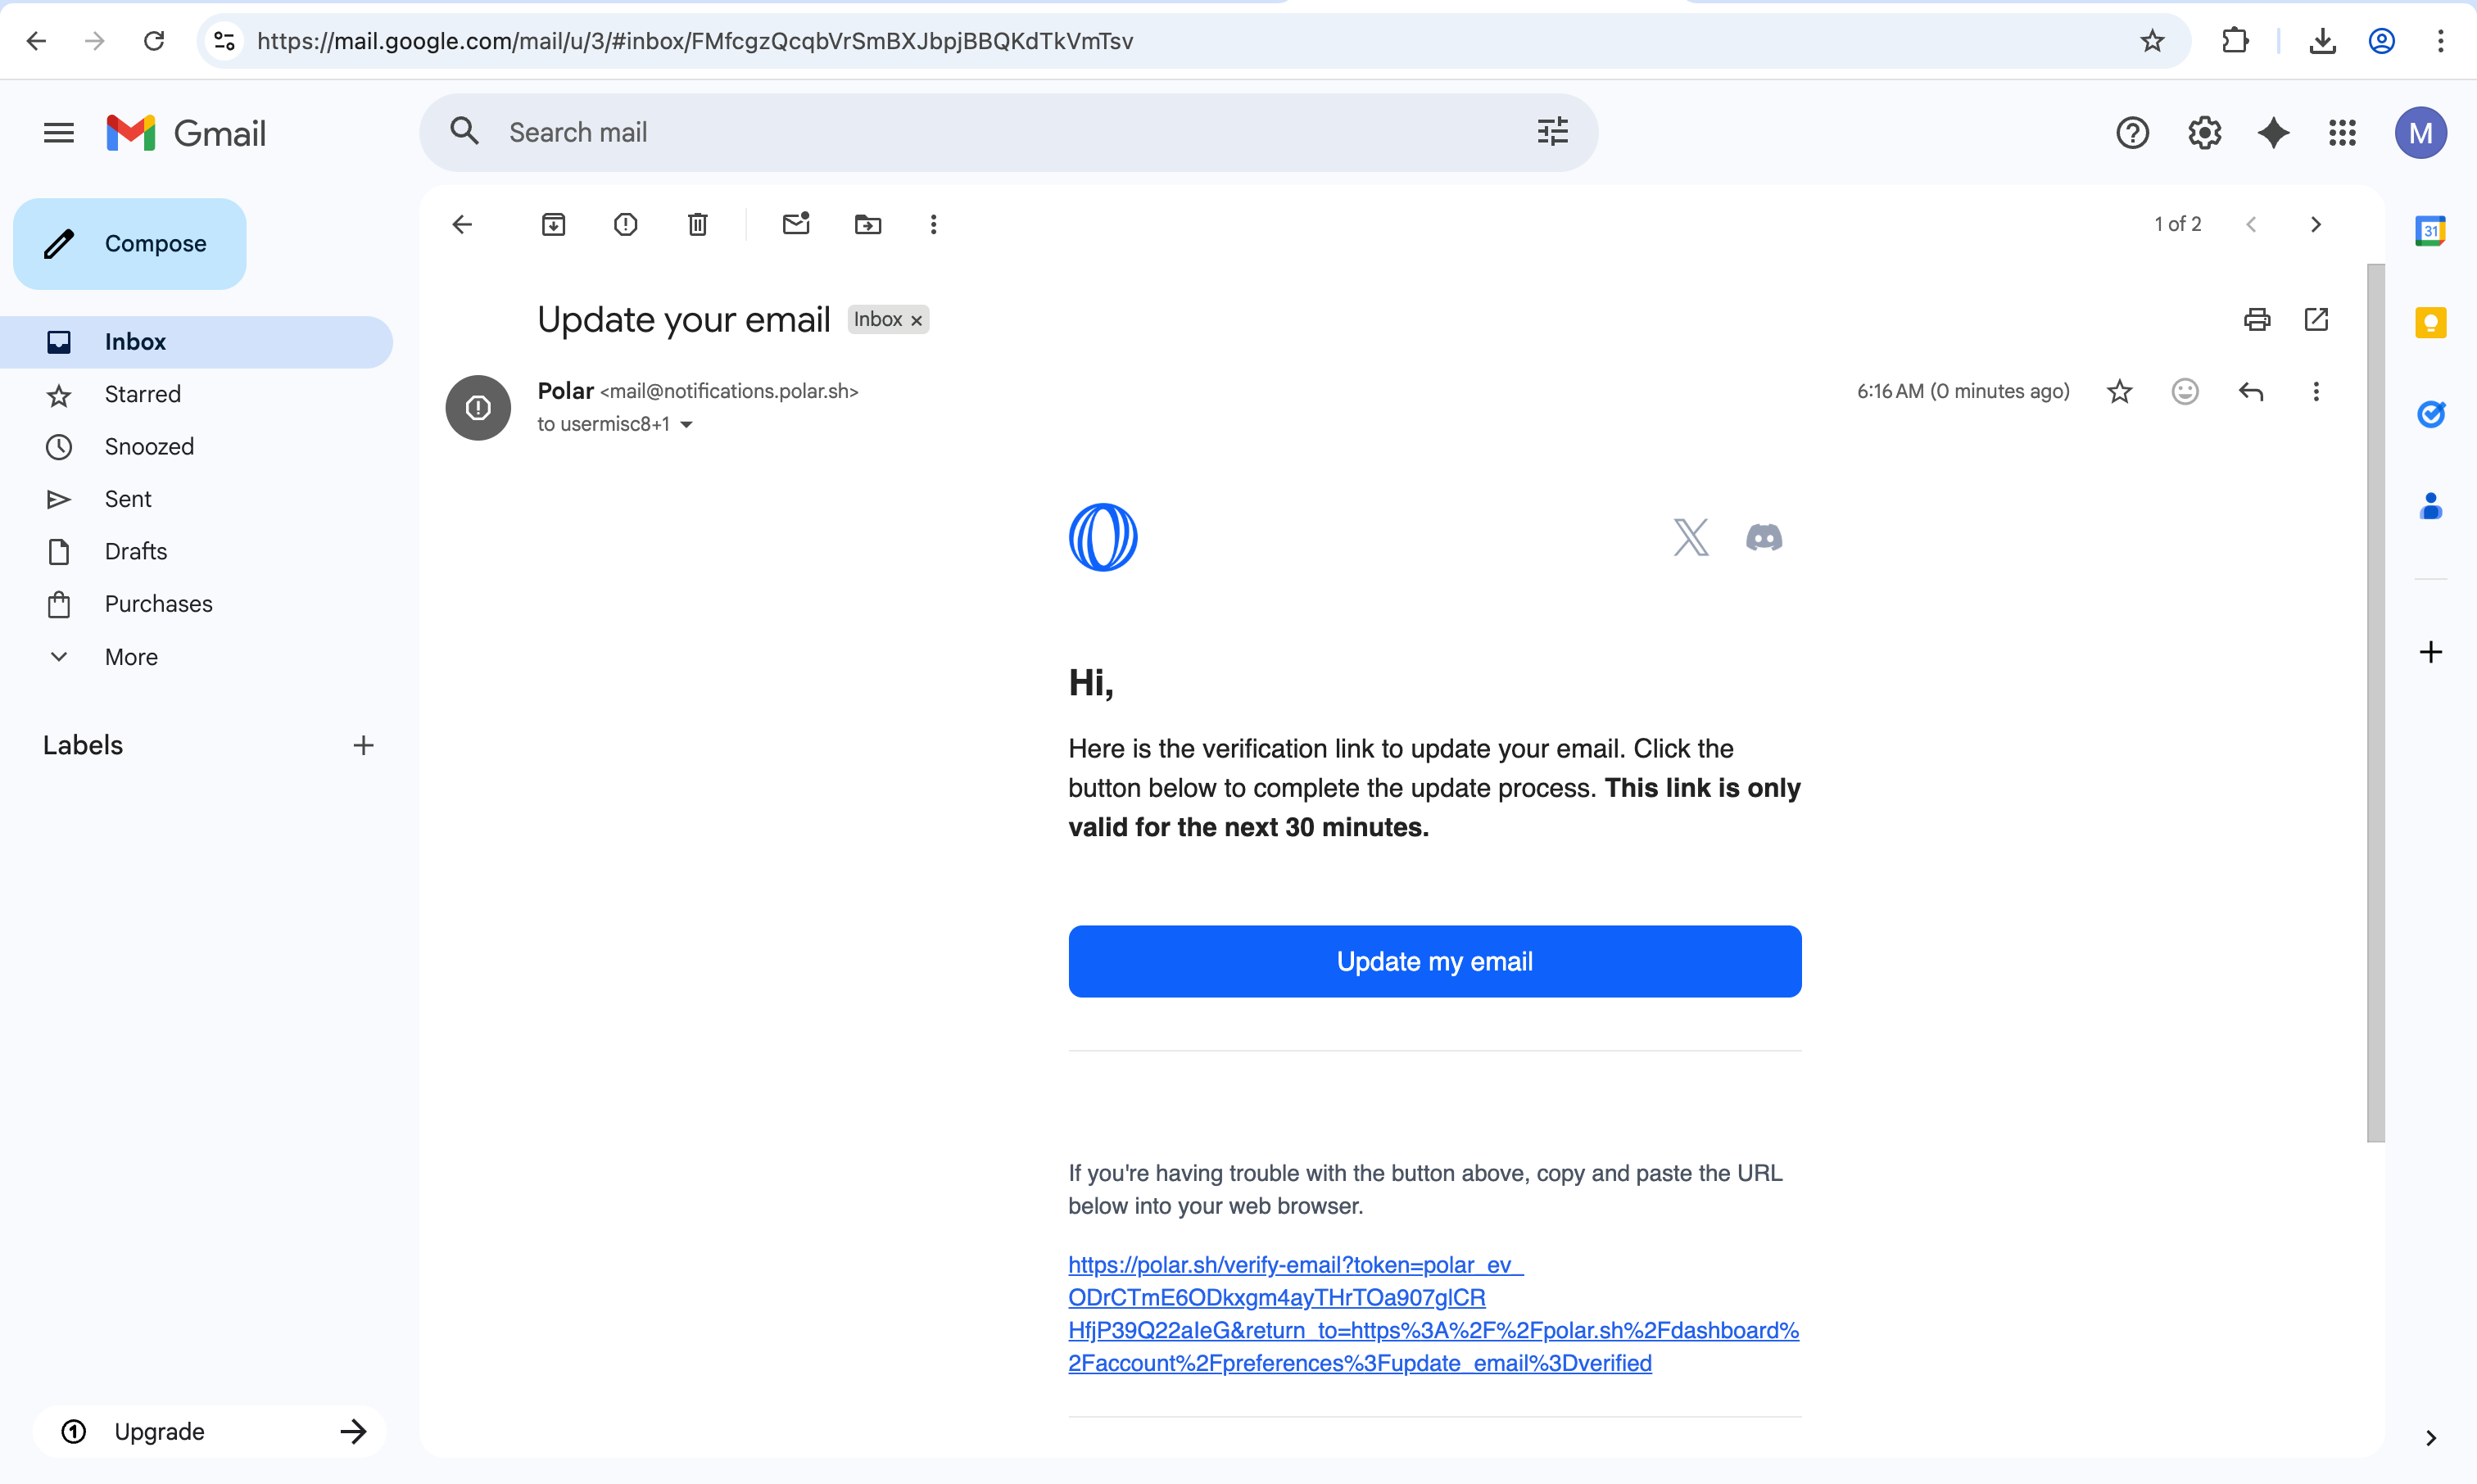 https://mail.google.com/mail/u/3/#inbox/FMfcgzQcqbVrSmBXJbpjBBQKdTkVmTsv
Gmail
Search mail
M
Compose
1 of 2
31
Update your email
Inbox ×
Inbox
Starred
Snoozed
Sent
Drafts
Purchases
More
Labels
Polar <mail@notifications.polar.sh>
6:16 AM (0 minutes ago)
to usermisc8+1
Hi,
Here is the verification link to update your email. Click the
button below to complete the update process. This link is only
valid for the next 30 minutes.
Update my email
If you're having trouble with the button above, copy and paste the URL
below into your web browser.
https://polar.sh/verify-email?token=polar_ev_
ODrCTmE6ODkxgm4ayTHrTOa907glCR
HfjP39Q22aIeG&return_to=https%3A%2F%2Fpolar.sh%2Fdashboard%
2Faccount%2Fpreferences%3Fupdate_email%3Dverified
1 Upgrade